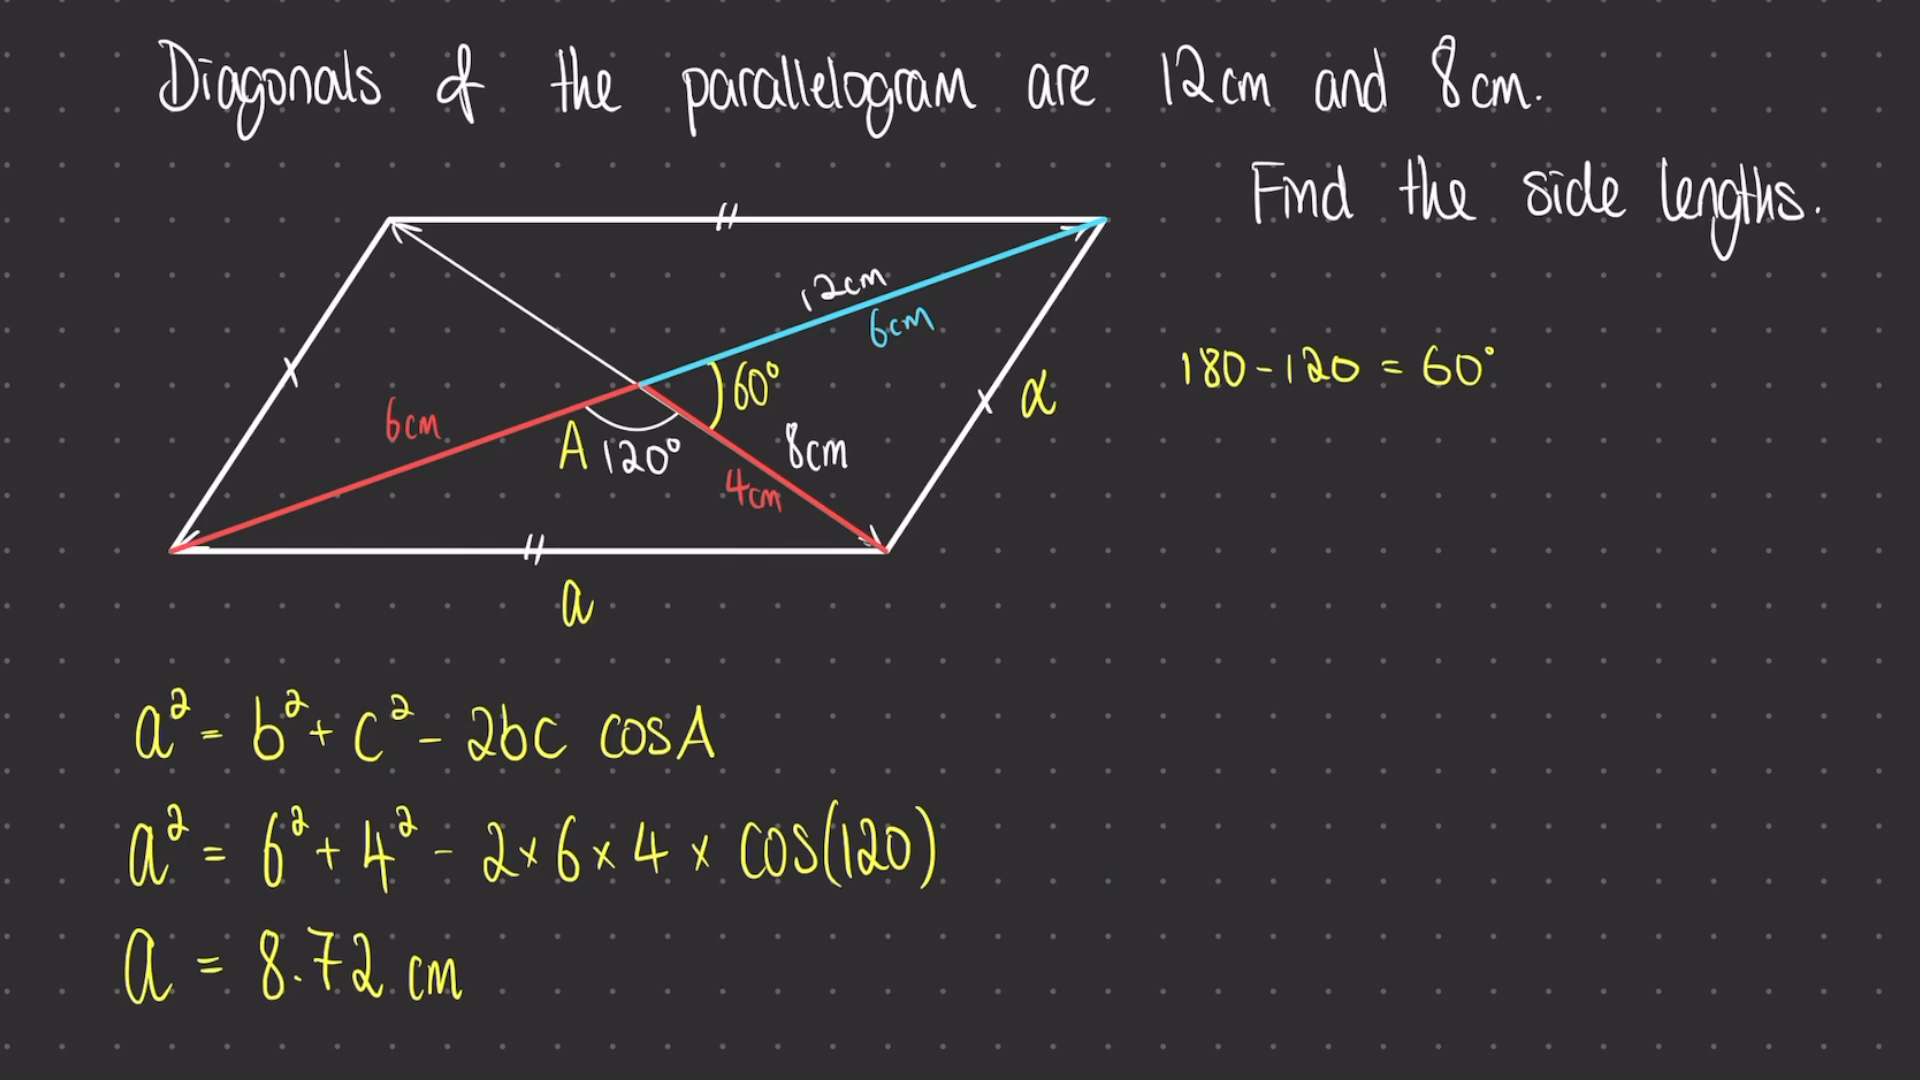 Diagonals of the parallelogram are 12cm and 8cm.
Find the side lengths.
12cm
6cm
180-120 = 60°
60°
a
6cm
A 120°
8cm
4cm
a
a² = b² + c² - 2bc cosA
a² = 6² + 4² - 2×6×4 × cos(120)
a = 8.72 cm